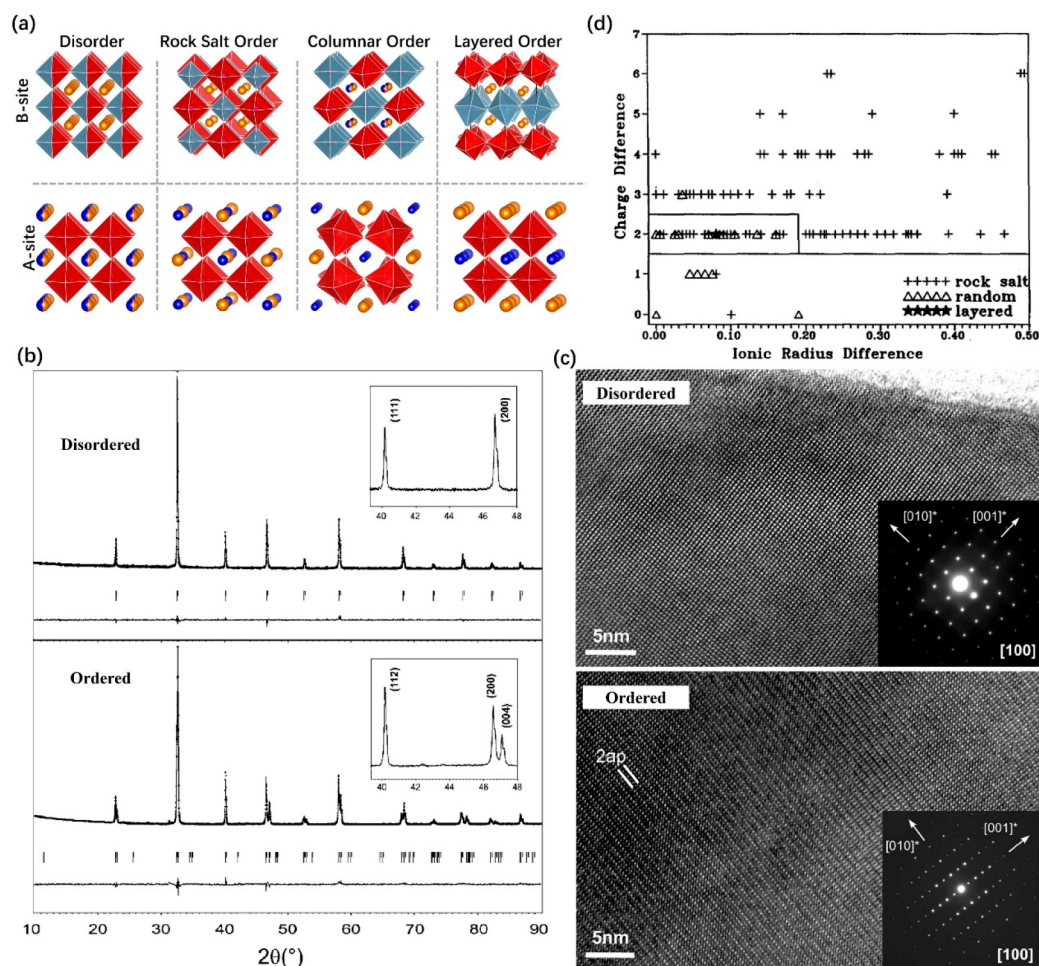 (a)
Disorder
Rock Salt Order
Columnar Order
Layered Order
B-site
A-site
(d)
7
6
5
4
3
2
1
0
Charge Difference
0.00
0.10
0.20
0.30
0.40
0.50
Ionic Radius Difference
+++++ rock salt
△△△△△ random
★★★★★ layered
(b)
Disordered
(111)
(200)
40
42
44
46
48
Ordered
(112)
(200)
(004)
40
42
44
46
48
10
20
30
40
50
60
70
80
90
2θ(°)
(c)
Disordered
5nm
[010]*
[001]*
[100]
Ordered
2ap
5nm
[010]*
[001]*
[100]